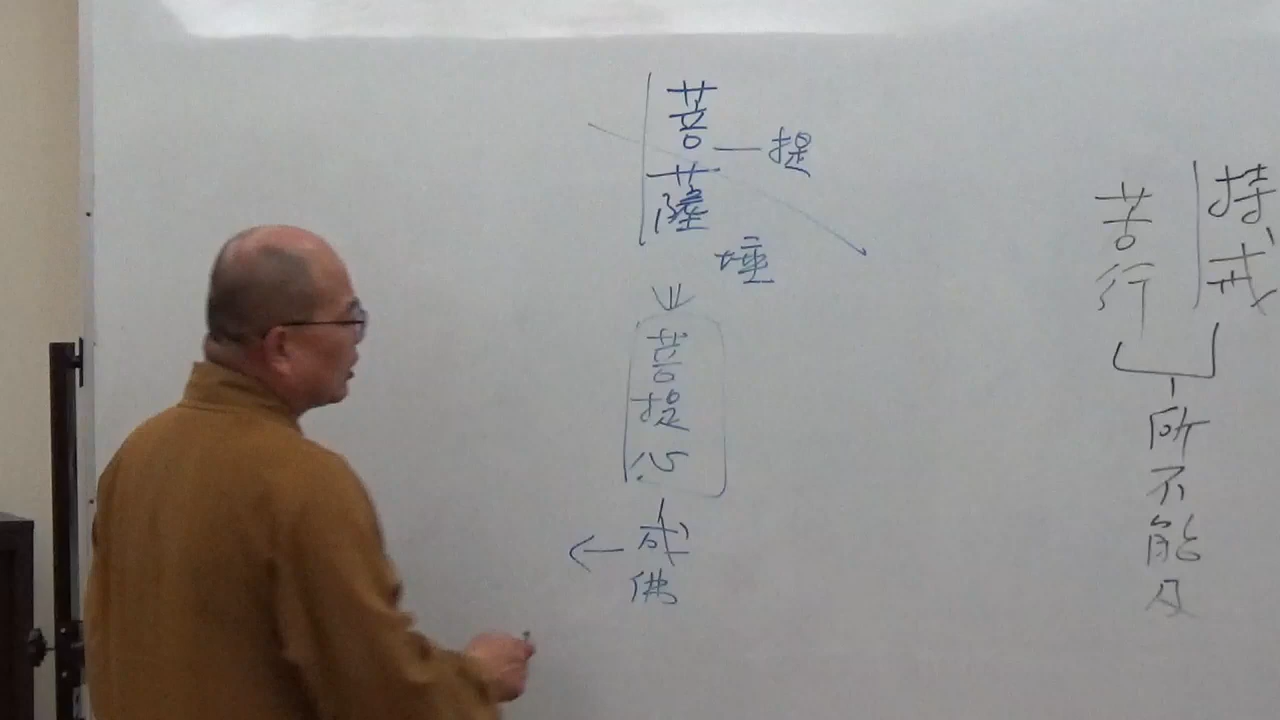 持戒
苦行
所不能及
菩薩
提
埵
菩提心
成佛